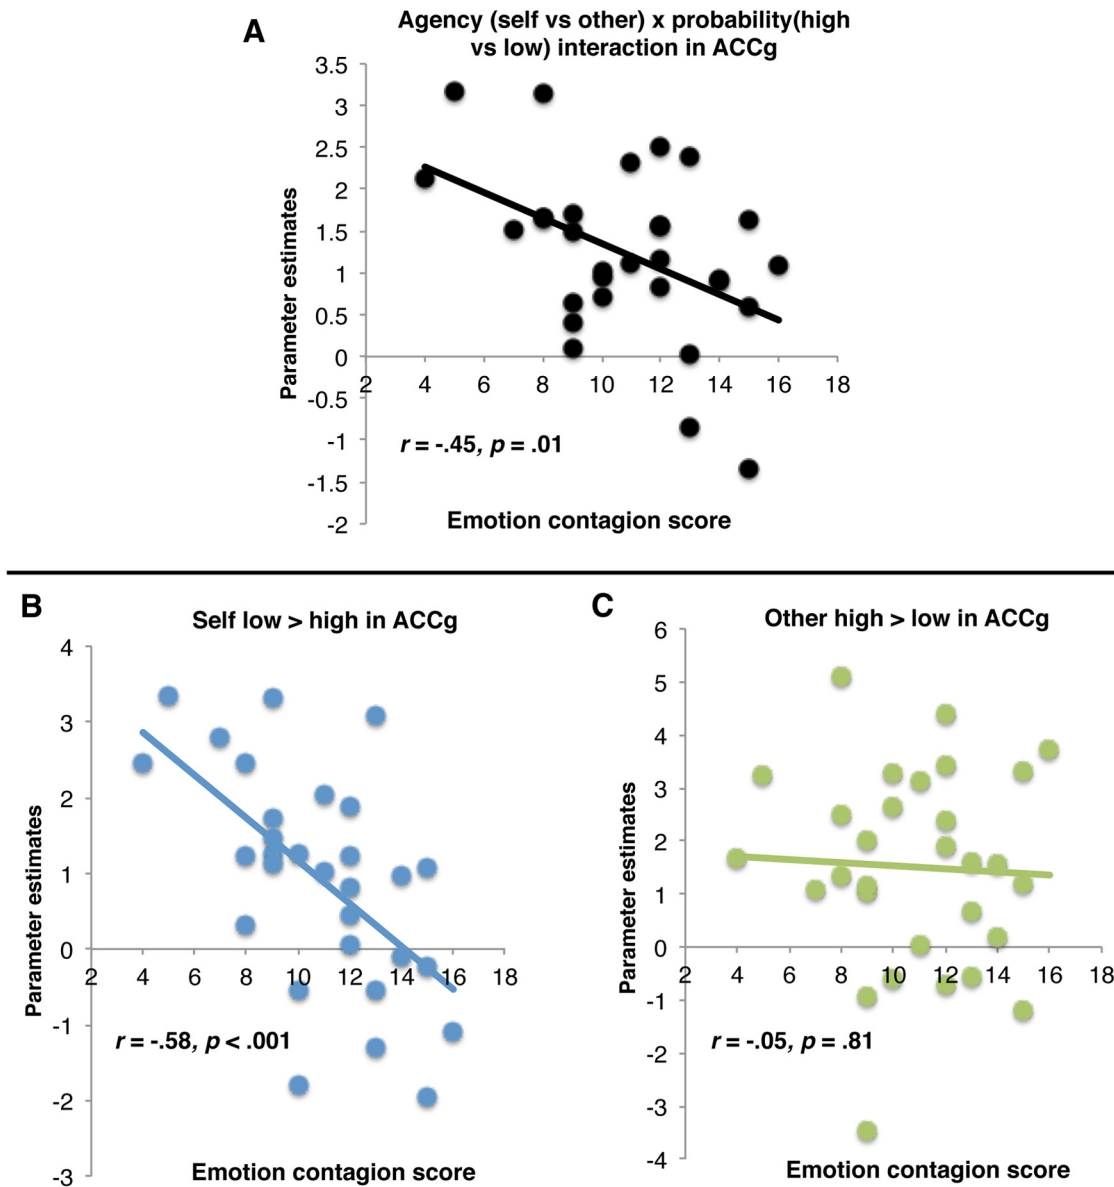 A
Agency (self vs other) x probability(high
vs low) interaction in ACCg
3.5
3
2.5
2
1.5
1
0.5
0
-0.5
-1
-1.5
-2
2 4 6 8 10 12 14 16 18
Parameter estimates
r = -.45, p = .01
Emotion contagion score
B
Self low > high in ACCg
4
3
2
1
0
-1
-2
-3
2 4 6 8 10 12 14 16 18
Parameter estimates
r = -.58, p < .001
Emotion contagion score
C
Other high > low in ACCg
6
5
4
3
2
1
0
-1
-2
-3
-4
2 4 6 8 10 12 14 16 18
Parameter estimates
r = -.05, p = .81
Emotion contagion score